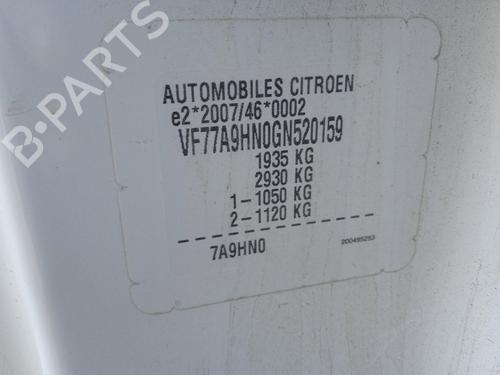 B-PARTS
AUTOMOBILES CITROEN
e2*2007/46*0002
VF77A9HN0GN520159
1935 KG
2930 KG
1-1050 KG
2-1120 KG
7A9HN0
200495253